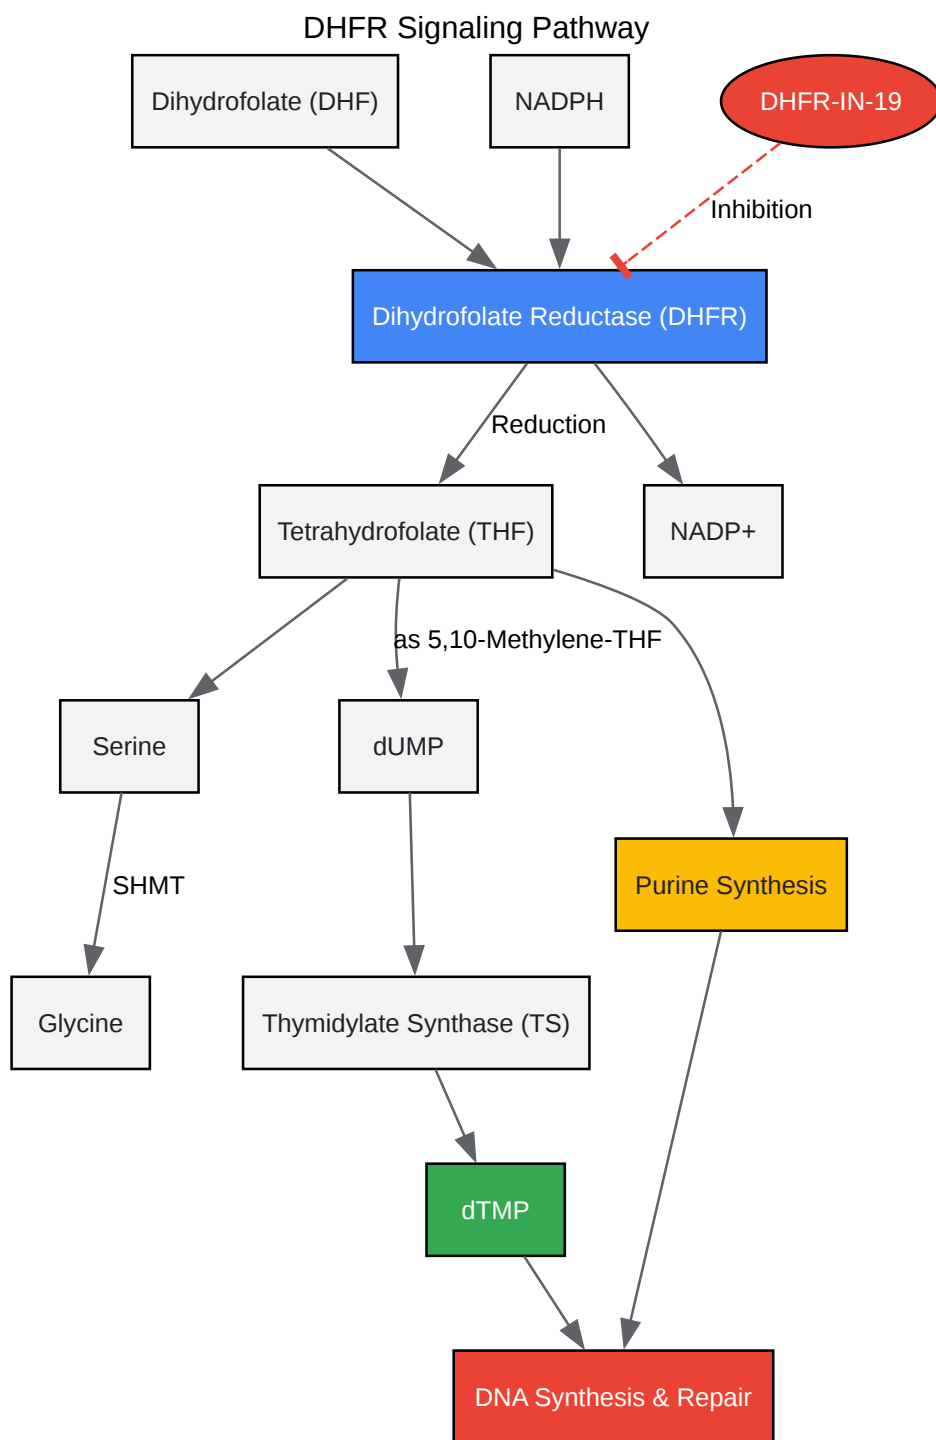 DHFR Signaling Pathway
Dihydrofolate (DHF)
NADPH
DHFR-IN-19
Inhibition
Dihydrofolate Reductase (DHFR)
Reduction
Tetrahydrofolate (THF)
NADP+
as 5,10-Methylene-THF
Serine
dUMP
SHMT
Purine Synthesis
Glycine
Thymidylate Synthase (TS)
dTMP
DNA Synthesis & Repair